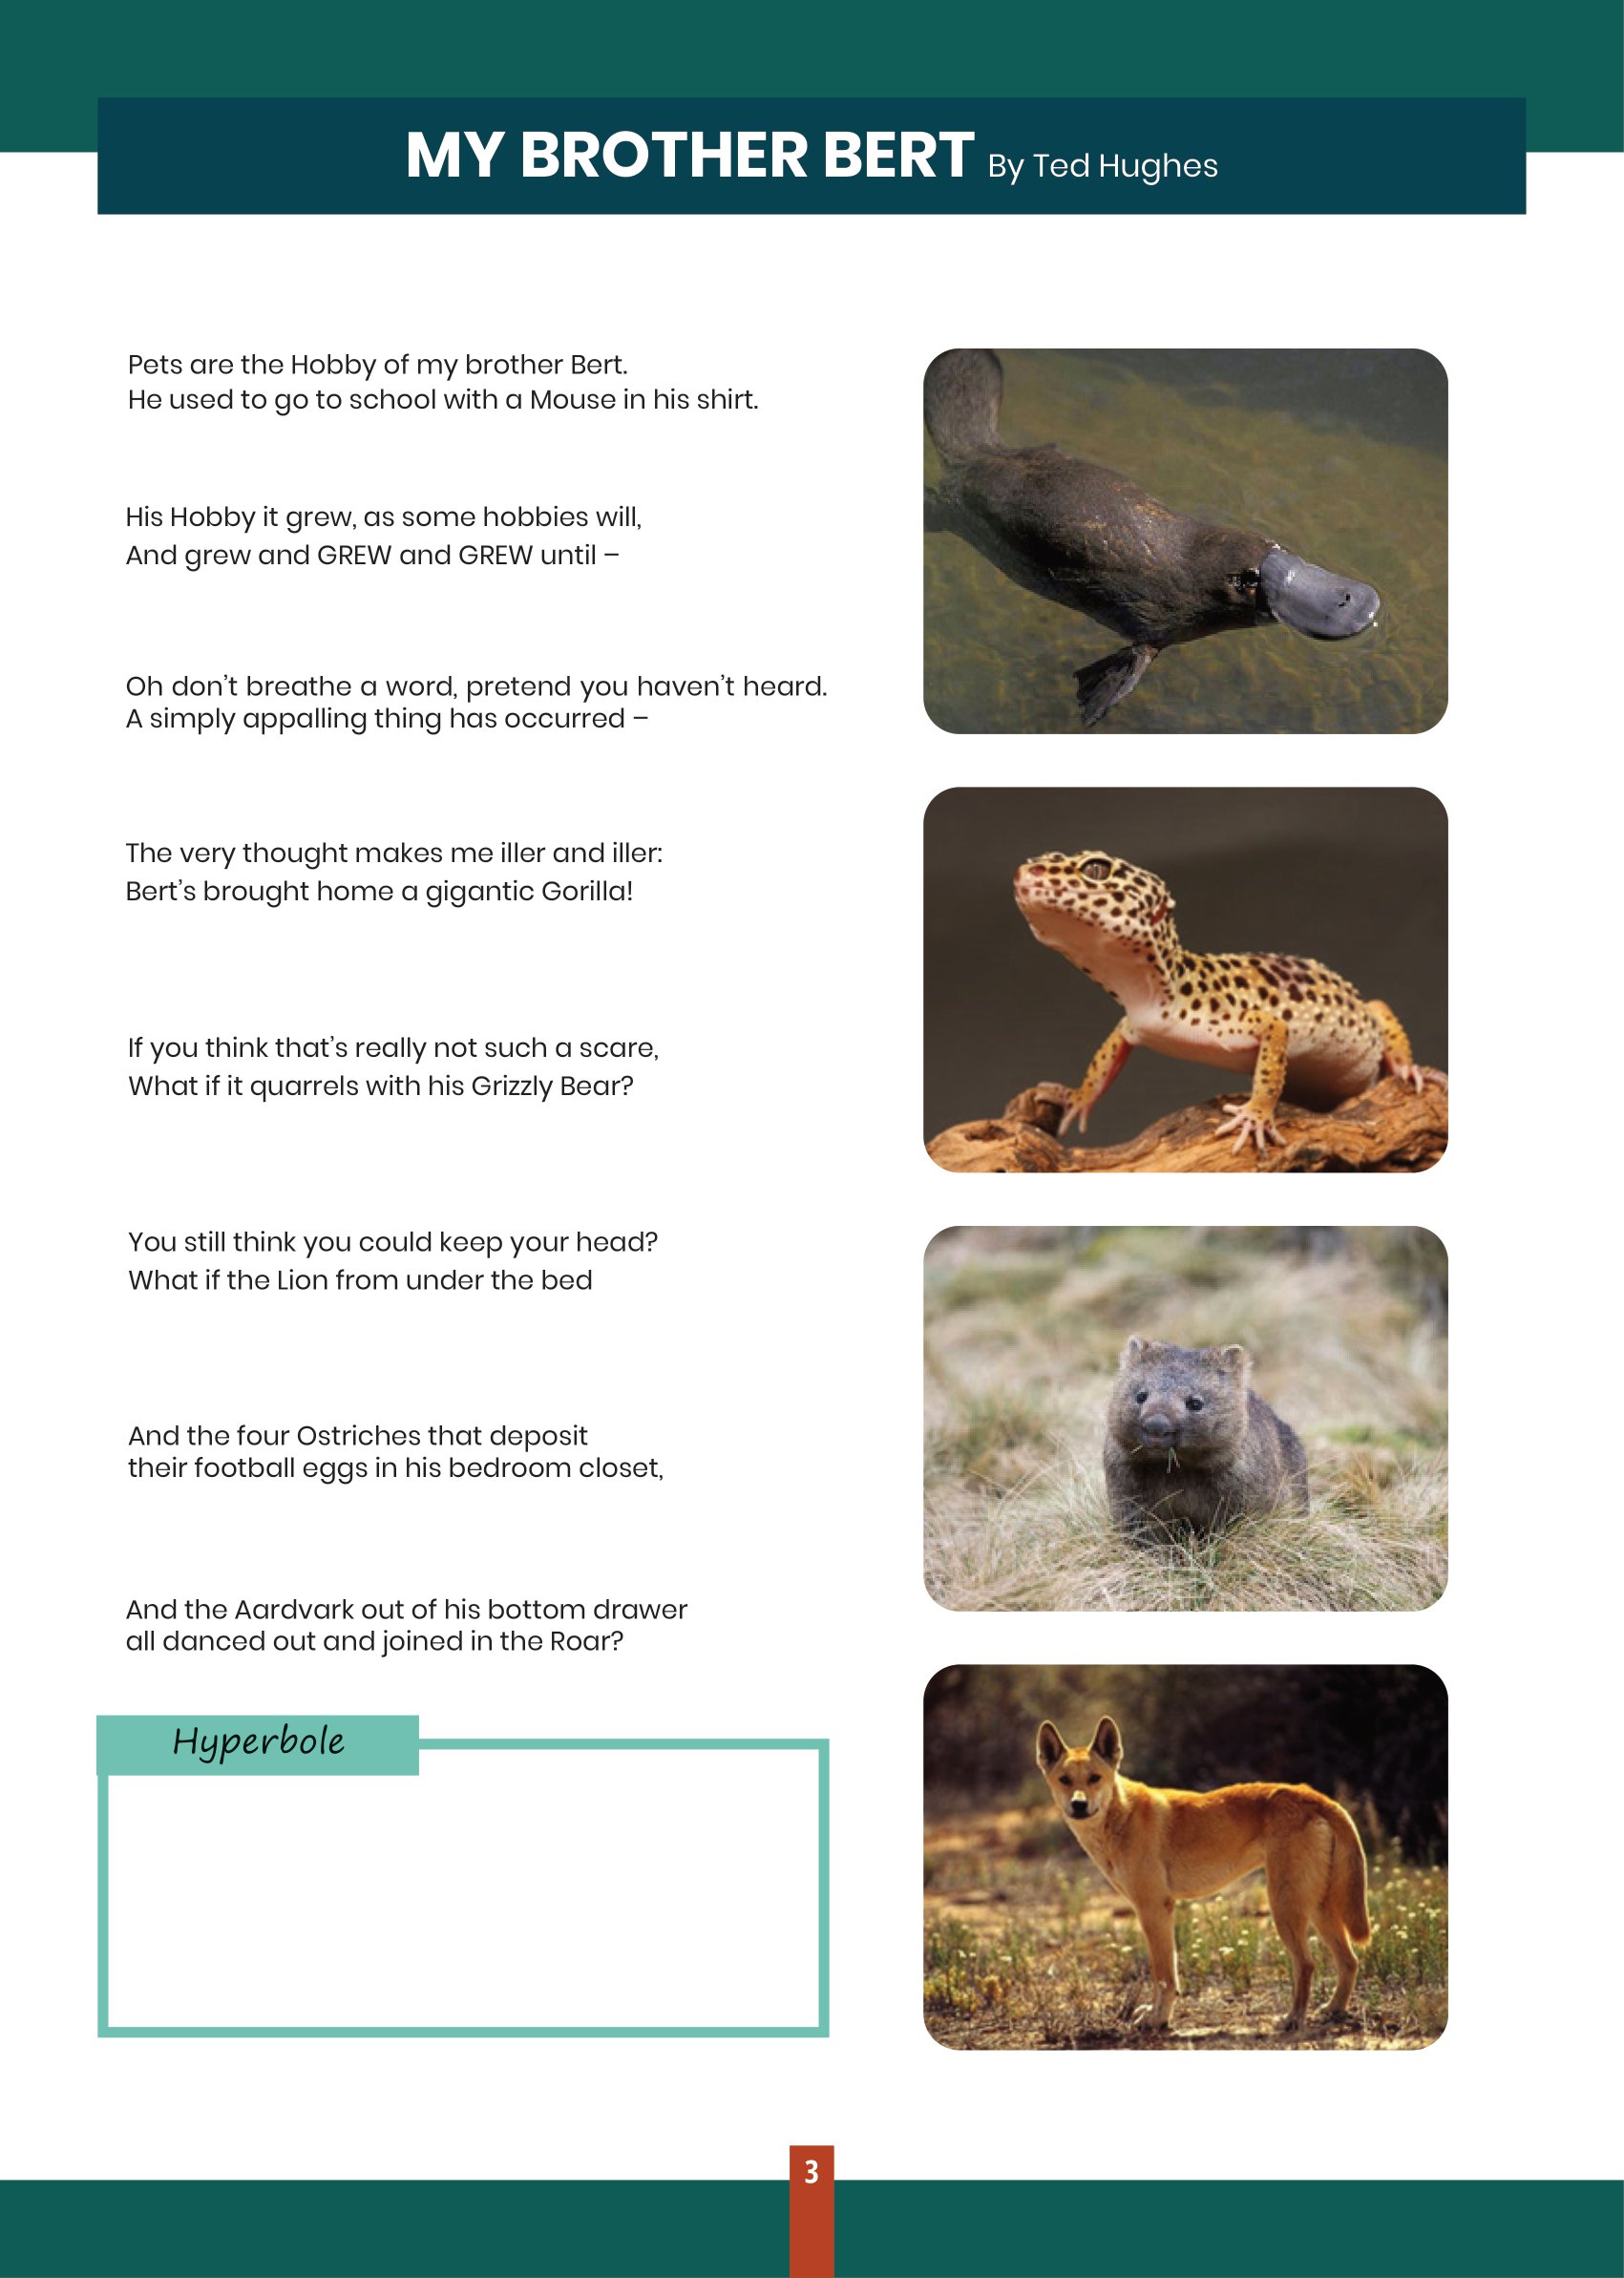 MY BROTHER BERT By Ted Hughes
Pets are the Hobby of my brother Bert.
He used to go to school with a Mouse in his shirt.
His Hobby it grew, as some hobbies will,
And grew and GREW and GREW until –
Oh don’t breathe a word, pretend you haven’t heard.
A simply appalling thing has occurred –
The very thought makes me iller and iller:
Bert’s brought home a gigantic Gorilla!
If you think that’s really not such a scare,
What if it quarrels with his Grizzly Bear?
You still think you could keep your head?
What if the Lion from under the bed
And the four Ostriches that deposit
their football eggs in his bedroom closet,
And the Aardvark out of his bottom drawer
all danced out and joined in the Roar?
Hyperbole
3